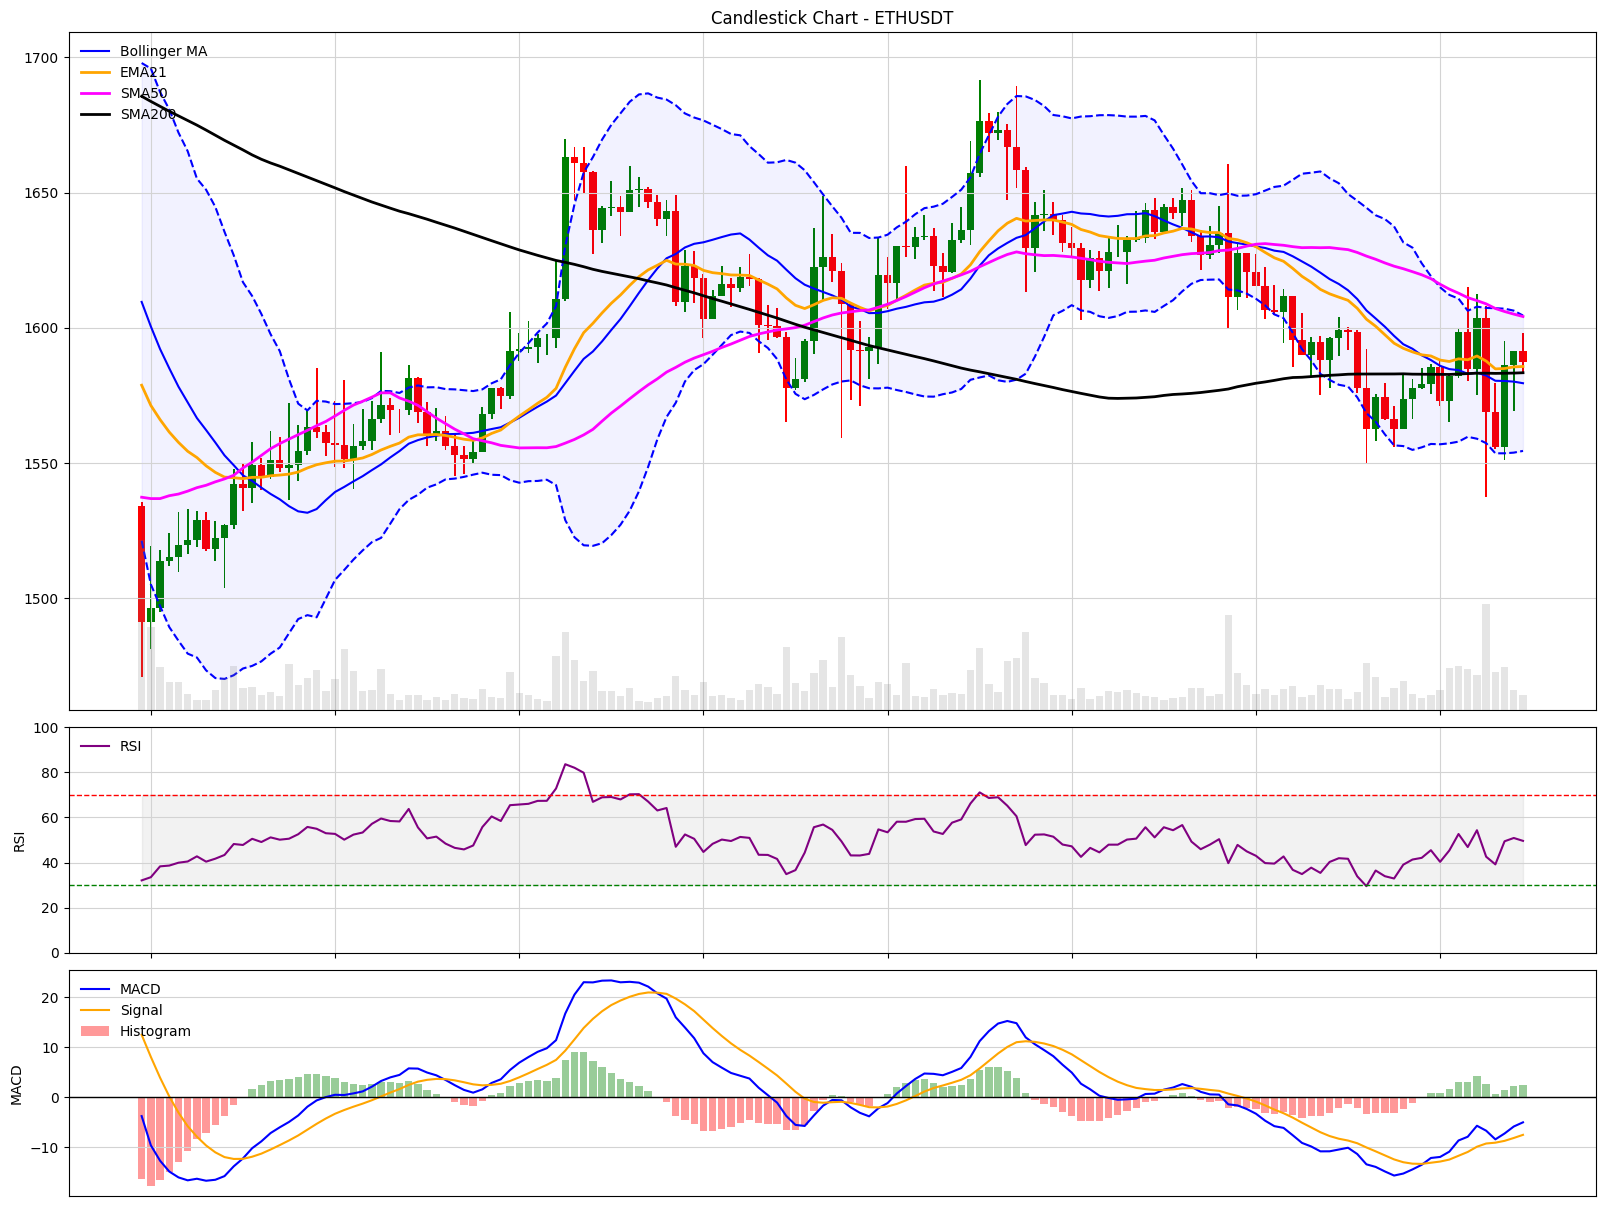 Candlestick Chart - ETHUSDT
Bollinger MA
EMA21
SMA50
SMA200
1700
1650
1600
1550
1500
RSI
100
80
60
40
20
0
RSI
MACD
Signal
Histogram
20
10
0
−10
MACD